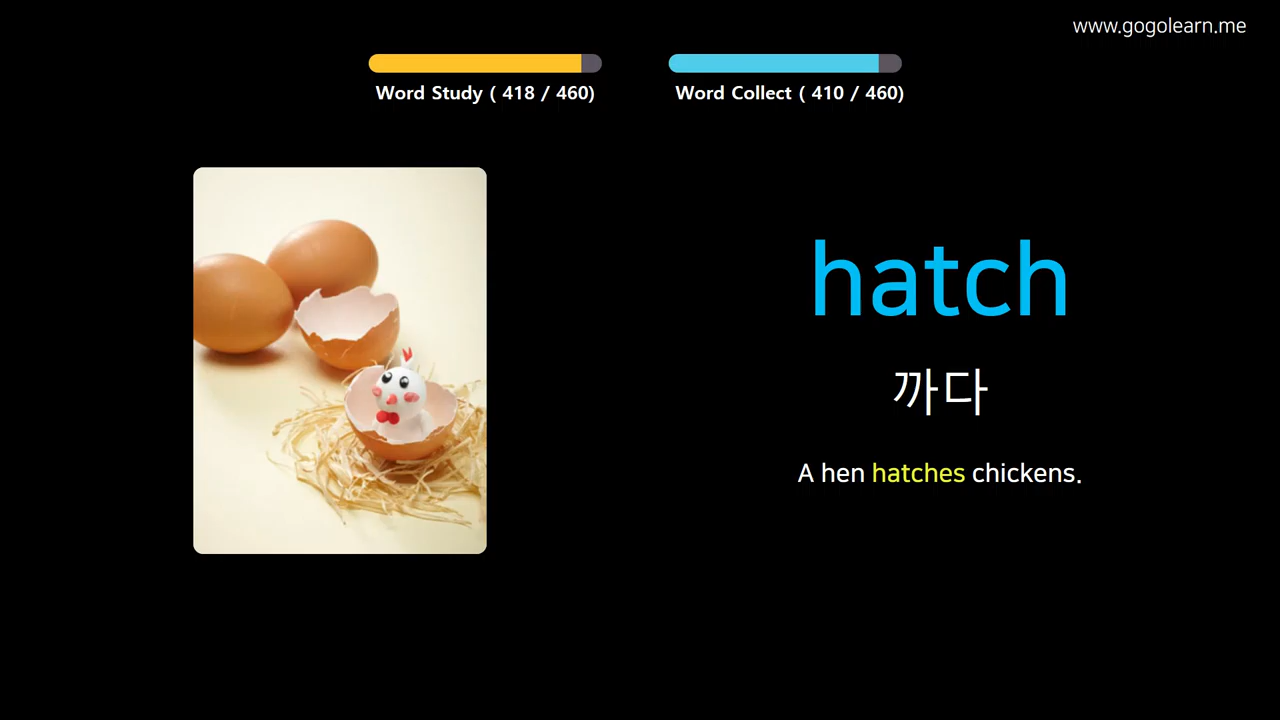 www.gogolearn.me
Word Study ( 418 / 460)
Word Collect ( 410 / 460)
hatch
까다
A hen hatches chickens.